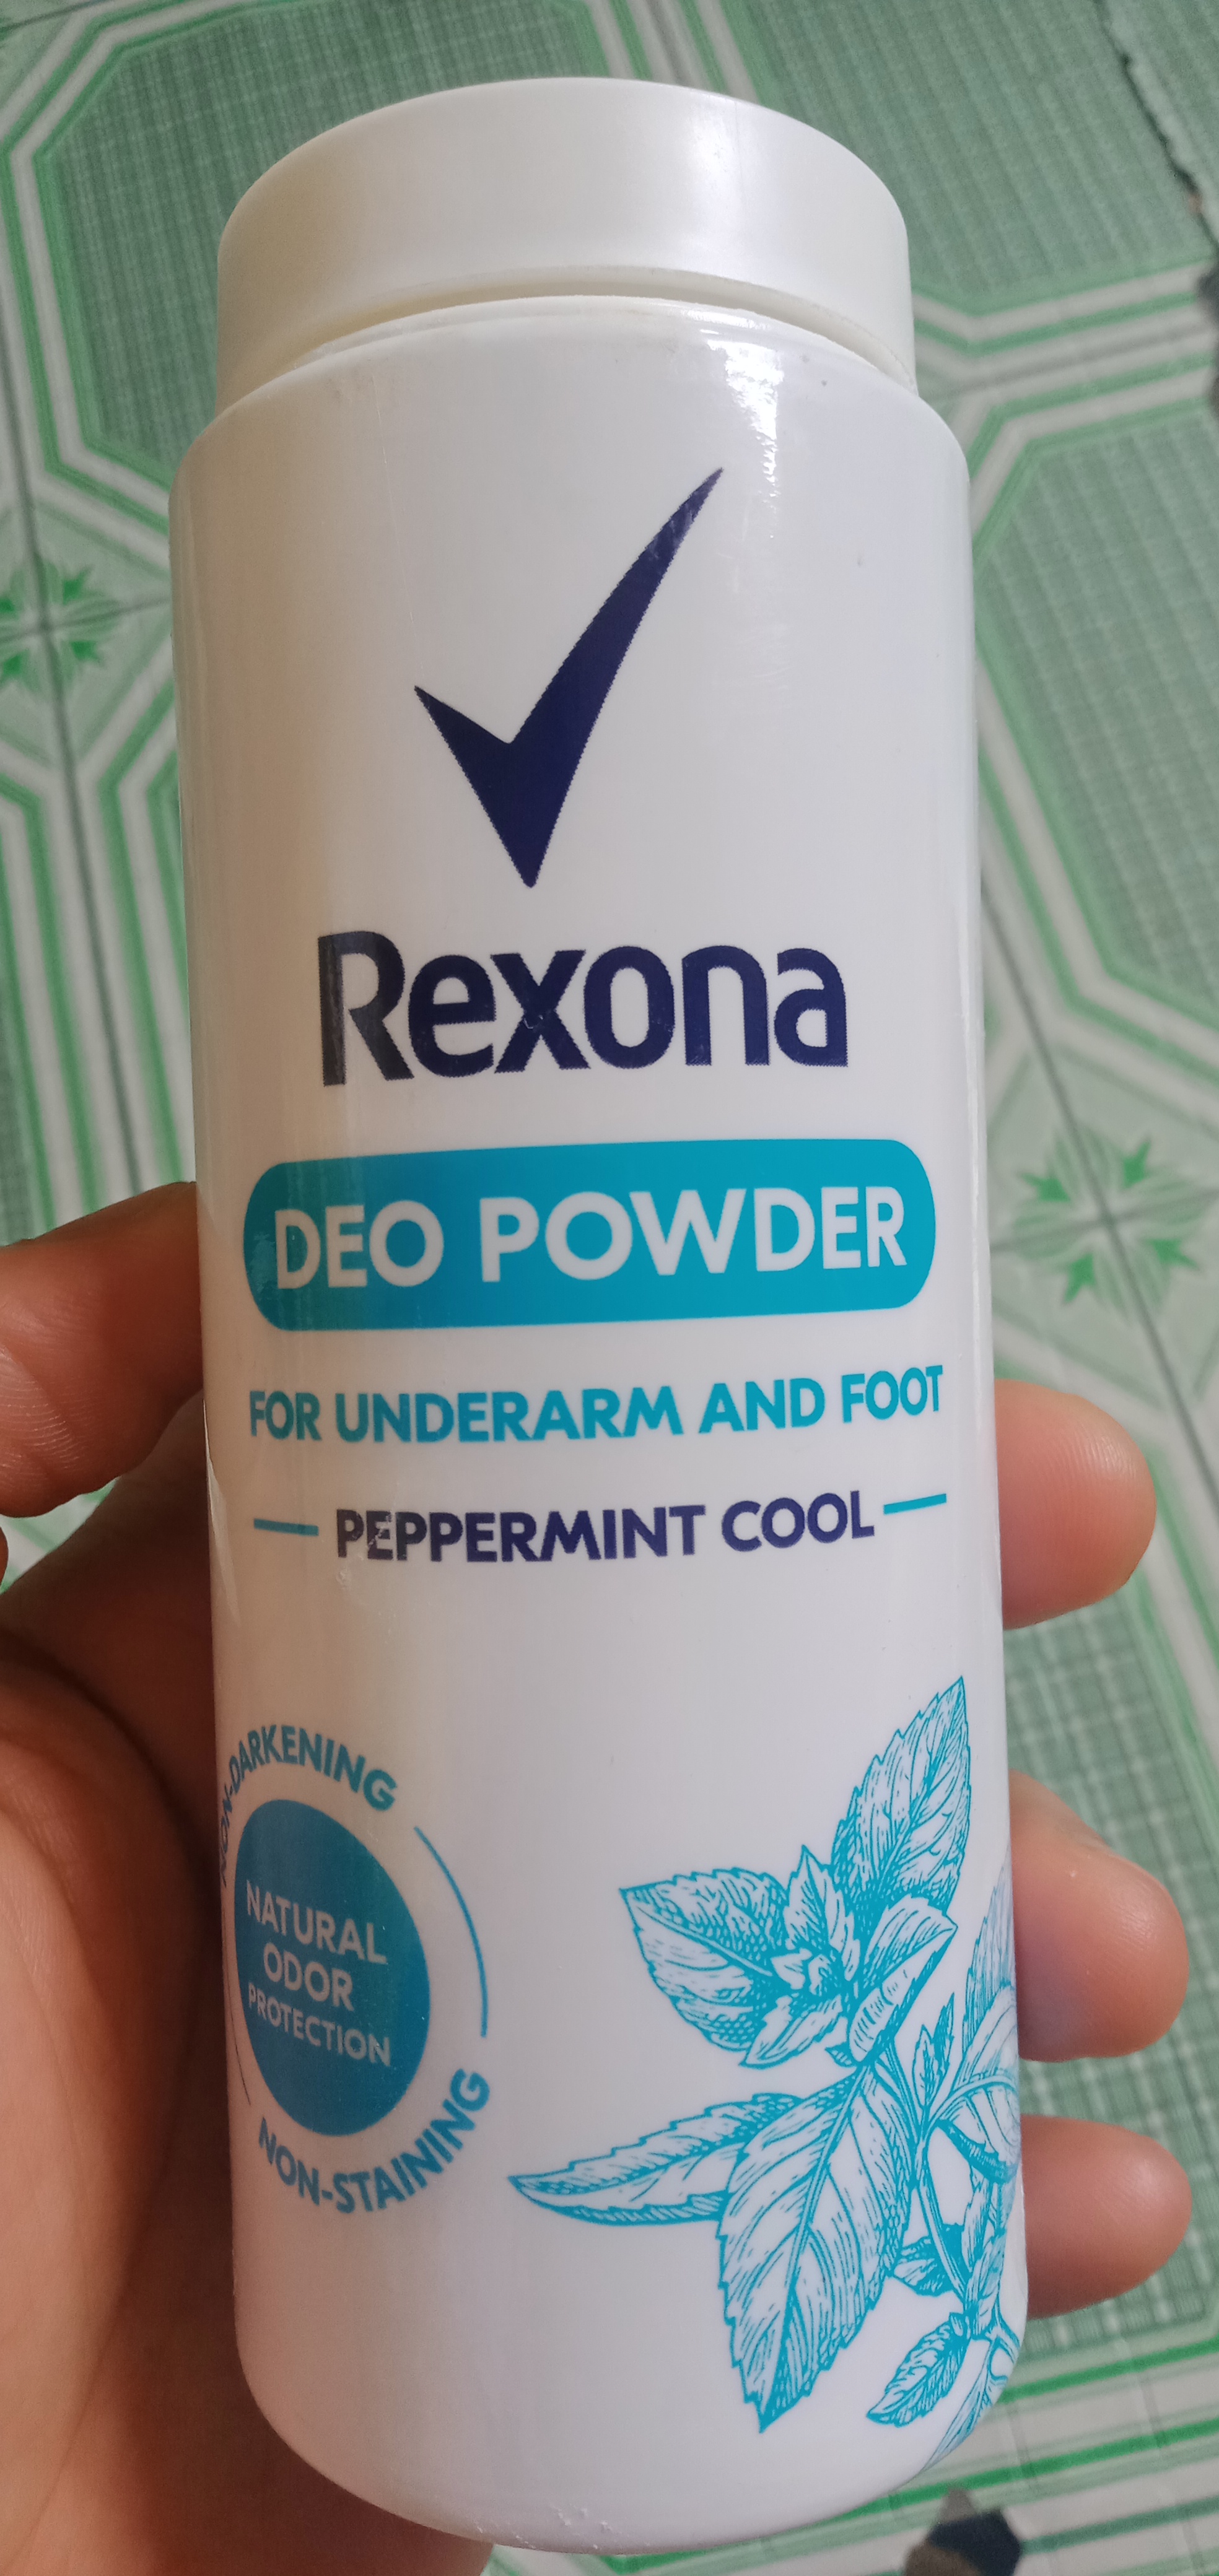 Rexona
DEO POWDER
FOR UNDERARM AND FOOT
PEPPERMINT COOL
NON-DARKENING
NATURAL
ODOR
PROTECTION
NON-STAINING